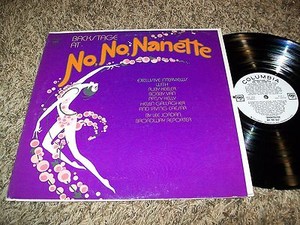 BACKSTAGE
AT
No, No, Nanette
EXCLUSIVE INTERVIEWS
WITH
RUBY KEELER
BOBBY VAN
PATSY KELLY
HELEN GALLAGHER
AND
BY LEE JORDAN,
BROADWAY REPORTER
COLUMBIA